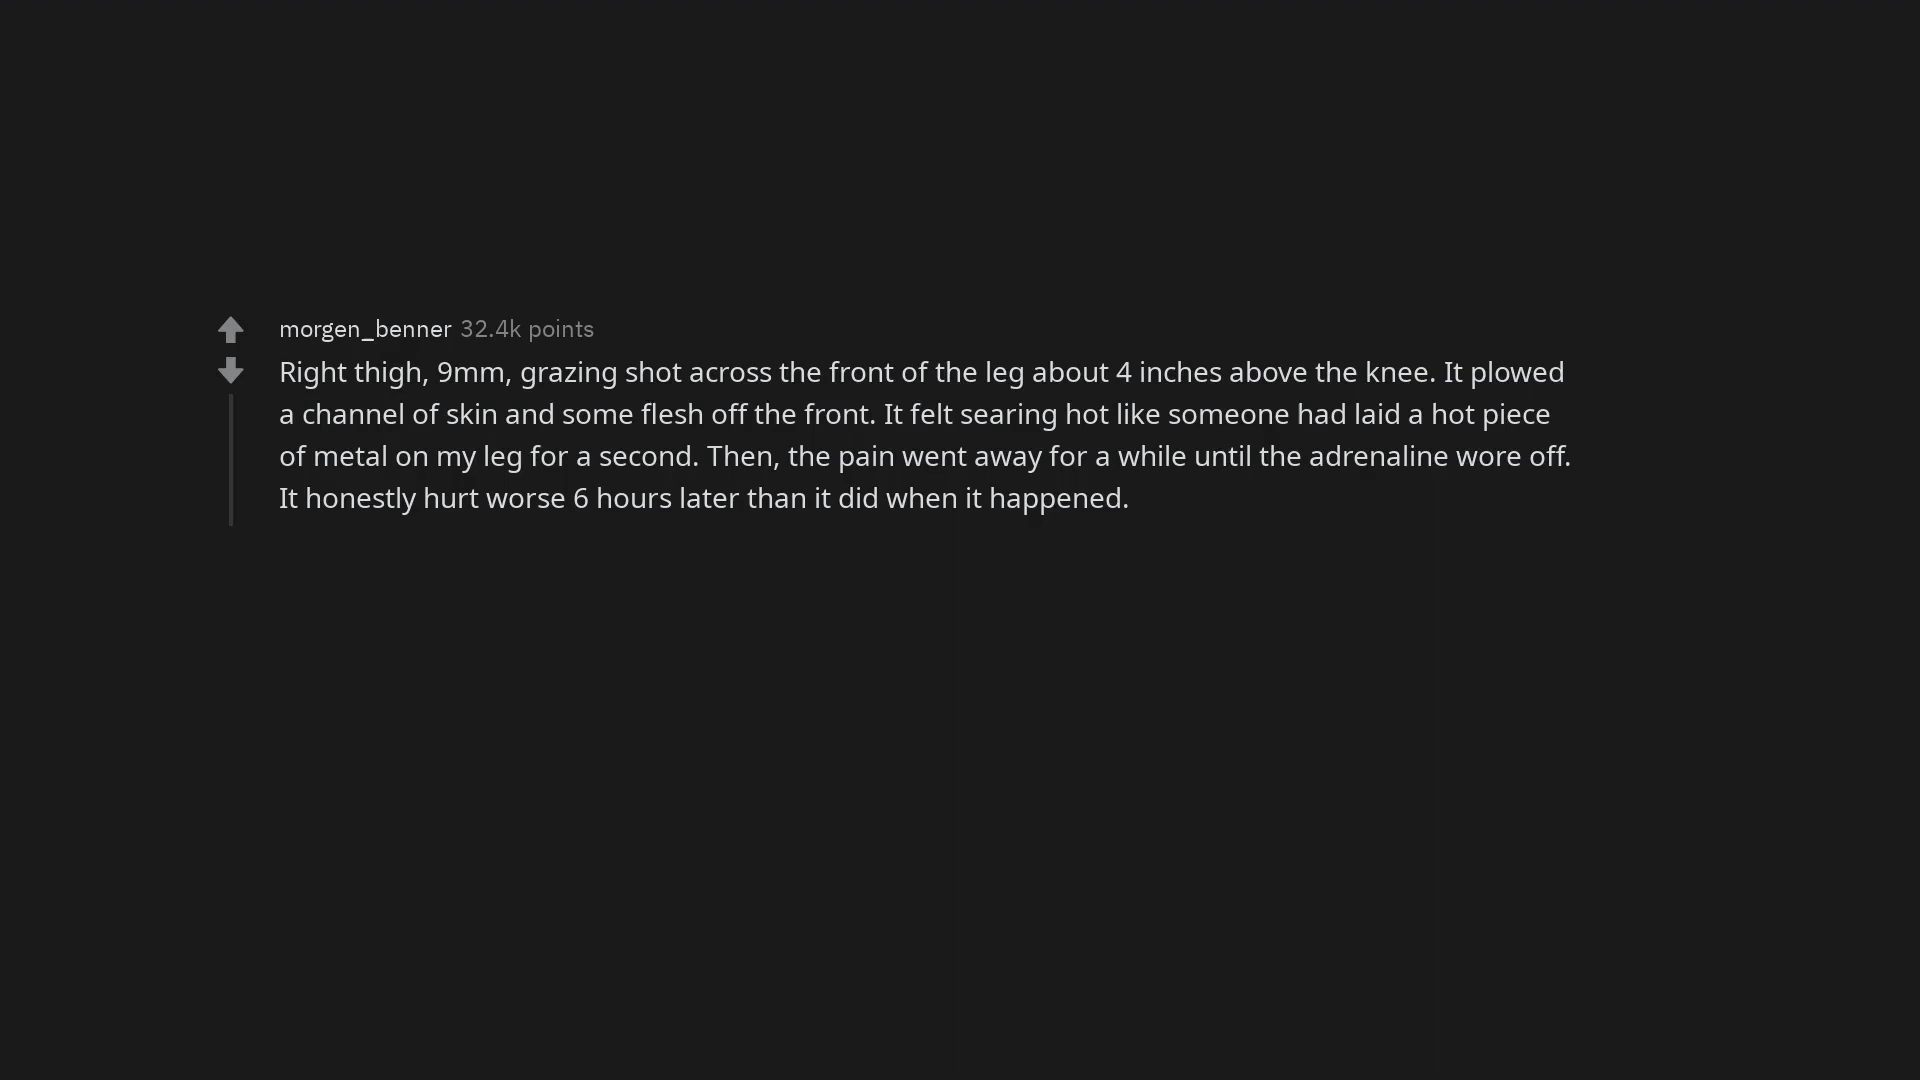 morgen_benner 32.4k points
Right thigh, 9mm, grazing shot across the front of the leg about 4 inches above the knee. It plowed
a channel of skin and some flesh off the front. It felt searing hot like someone had laid a hot piece
of metal on my leg for a second. Then, the pain went away for a while until the adrenaline wore off.
It honestly hurt worse 6 hours later than it did when it happened.